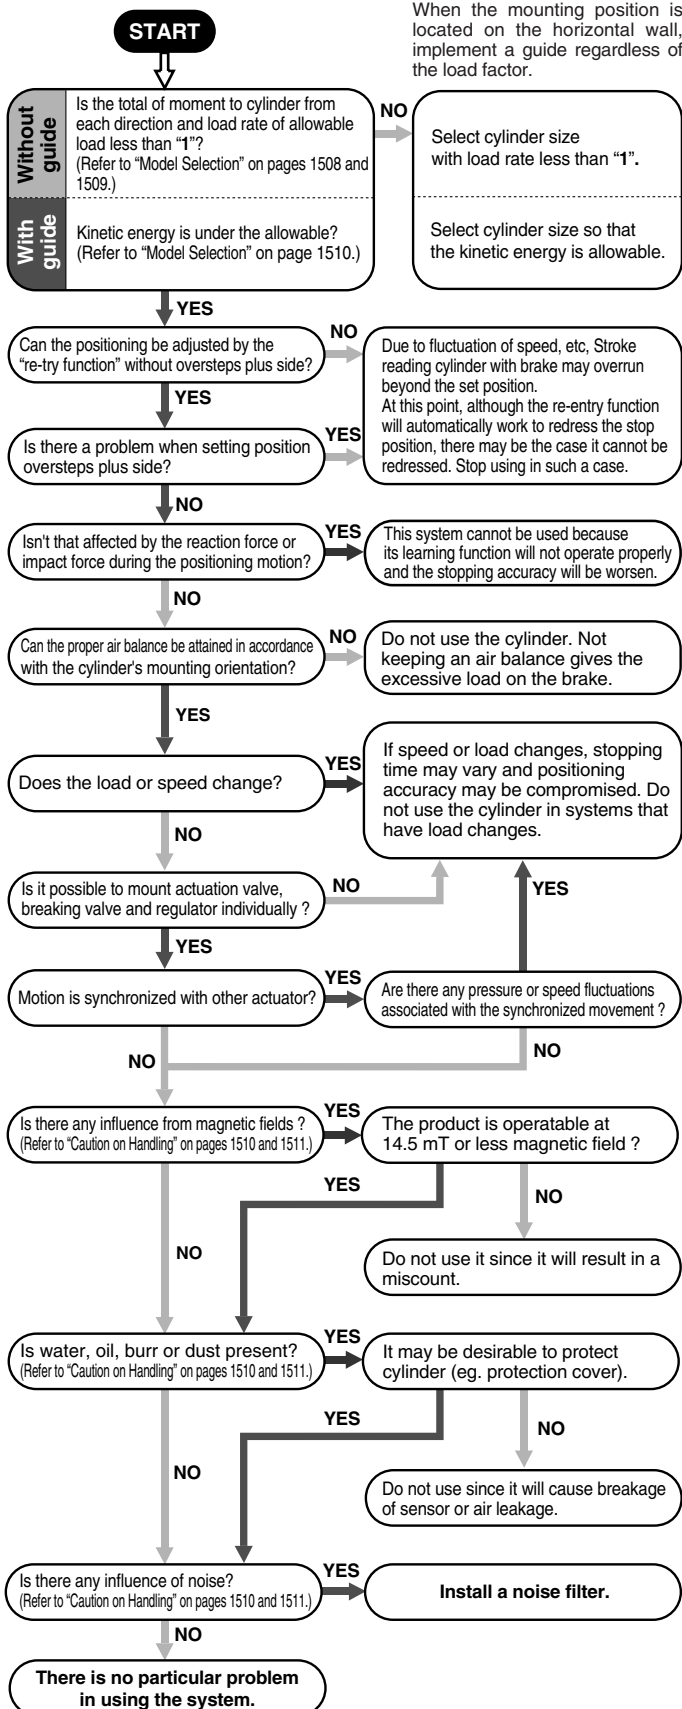 When the mounting position is
located on the horizontal wall,
implement a guide regardless of
the load factor.
START
Without
guide
Is the total of moment to cylinder from
each direction and load rate of allowable
load less than “1”?
(Refer to “Model Selection” on pages 1508 and
1509.)
NO
Select cylinder size
with load rate less than “1”.
With
guide
Kinetic energy is under the allowable?
(Refer to “Model Selection” on page 1510.)
Select cylinder size so that
the kinetic energy is allowable.
YES
Can the positioning be adjusted by the
“re-try function” without oversteps plus side?
NO
Due to fluctuation of speed, etc, Stroke
reading cylinder with brake may overrun
beyond the set position.
At this point, although the re-entry function
will automatically work to redress the stop
position, there may be the case it cannot be
redressed. Stop using in such a case.
YES
Is there a problem when setting position
oversteps plus side?
YES
NO
Isn't that affected by the reaction force or
impact force during the positioning motion?
YES
This system cannot be used because
its learning function will not operate properly
and the stopping accuracy will be worsen.
NO
Can the proper air balance be attained in accordance
with the cylinder's mounting orientation?
NO
Do not use the cylinder. Not
keeping an air balance gives the
excessive load on the brake.
YES
Does the load or speed change?
YES
If speed or load changes, stopping
time may vary and positioning
accuracy may be compromised. Do
not use the cylinder in systems that
have load changes.
NO
Is it possible to mount actuation valve,
breaking valve and regulator individually ?
NO
YES
YES
Motion is synchronized with other actuator?
YES
Are there any pressure or speed fluctuations
associated with the synchronized movement ?
NO
NO
Is there any influence from magnetic fields ?
(Refer to “Caution on Handling” on pages 1510 and 1511.)
YES
The product is operatable at
14.5 mT or less magnetic field ?
YES
NO
NO
Do not use it since it will result in a
miscount.
Is water, oil, burr or dust present?
(Refer to “Caution on Handling” on pages 1510 and 1511.)
YES
It may be desirable to protect
cylinder (eg. protection cover).
YES
NO
NO
Do not use since it will cause breakage
of sensor or air leakage.
Is there any influence of noise?
(Refer to “Caution on Handling” on pages 1510 and 1511.)
YES
Install a noise filter.
NO
There is no particular problem
in using the system.